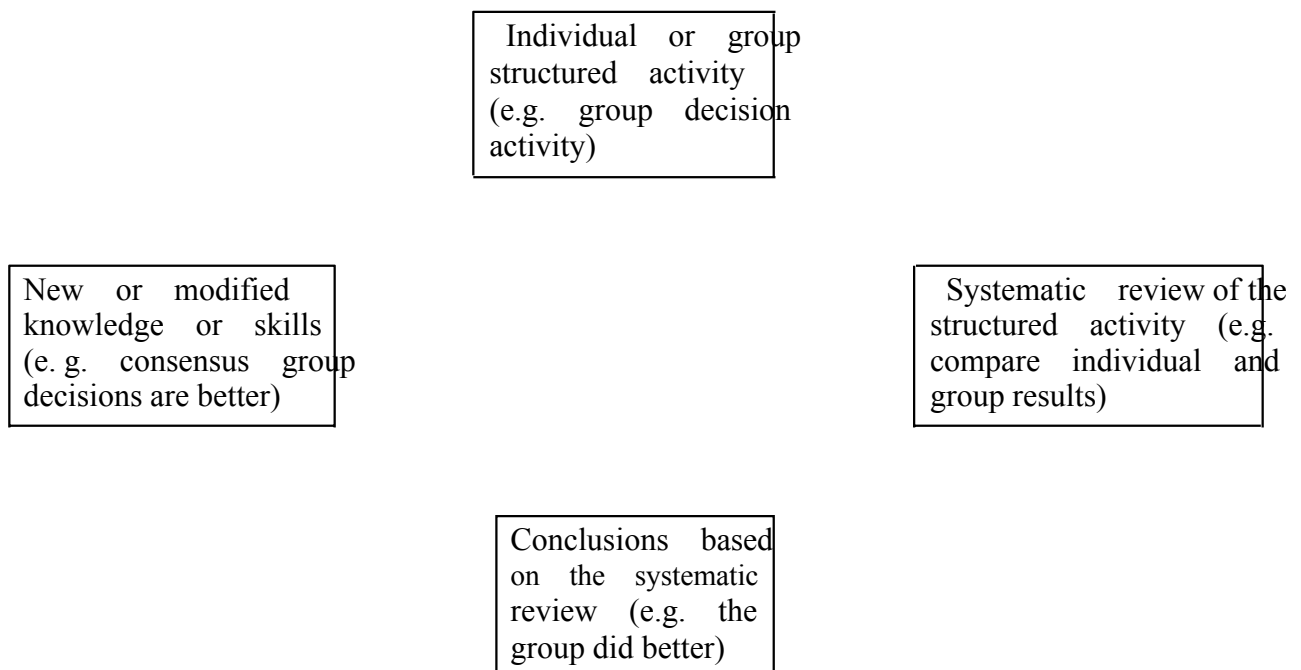 Individual or group
structured activity
(e.g. group decision
activity)
New or modified
knowledge or skills
(e. g. consensus group
decisions are better)
Systematic review of the
structured activity (e.g.
compare individual and
group results)
Conclusions based
on the systematic
review (e.g. the
group did better)